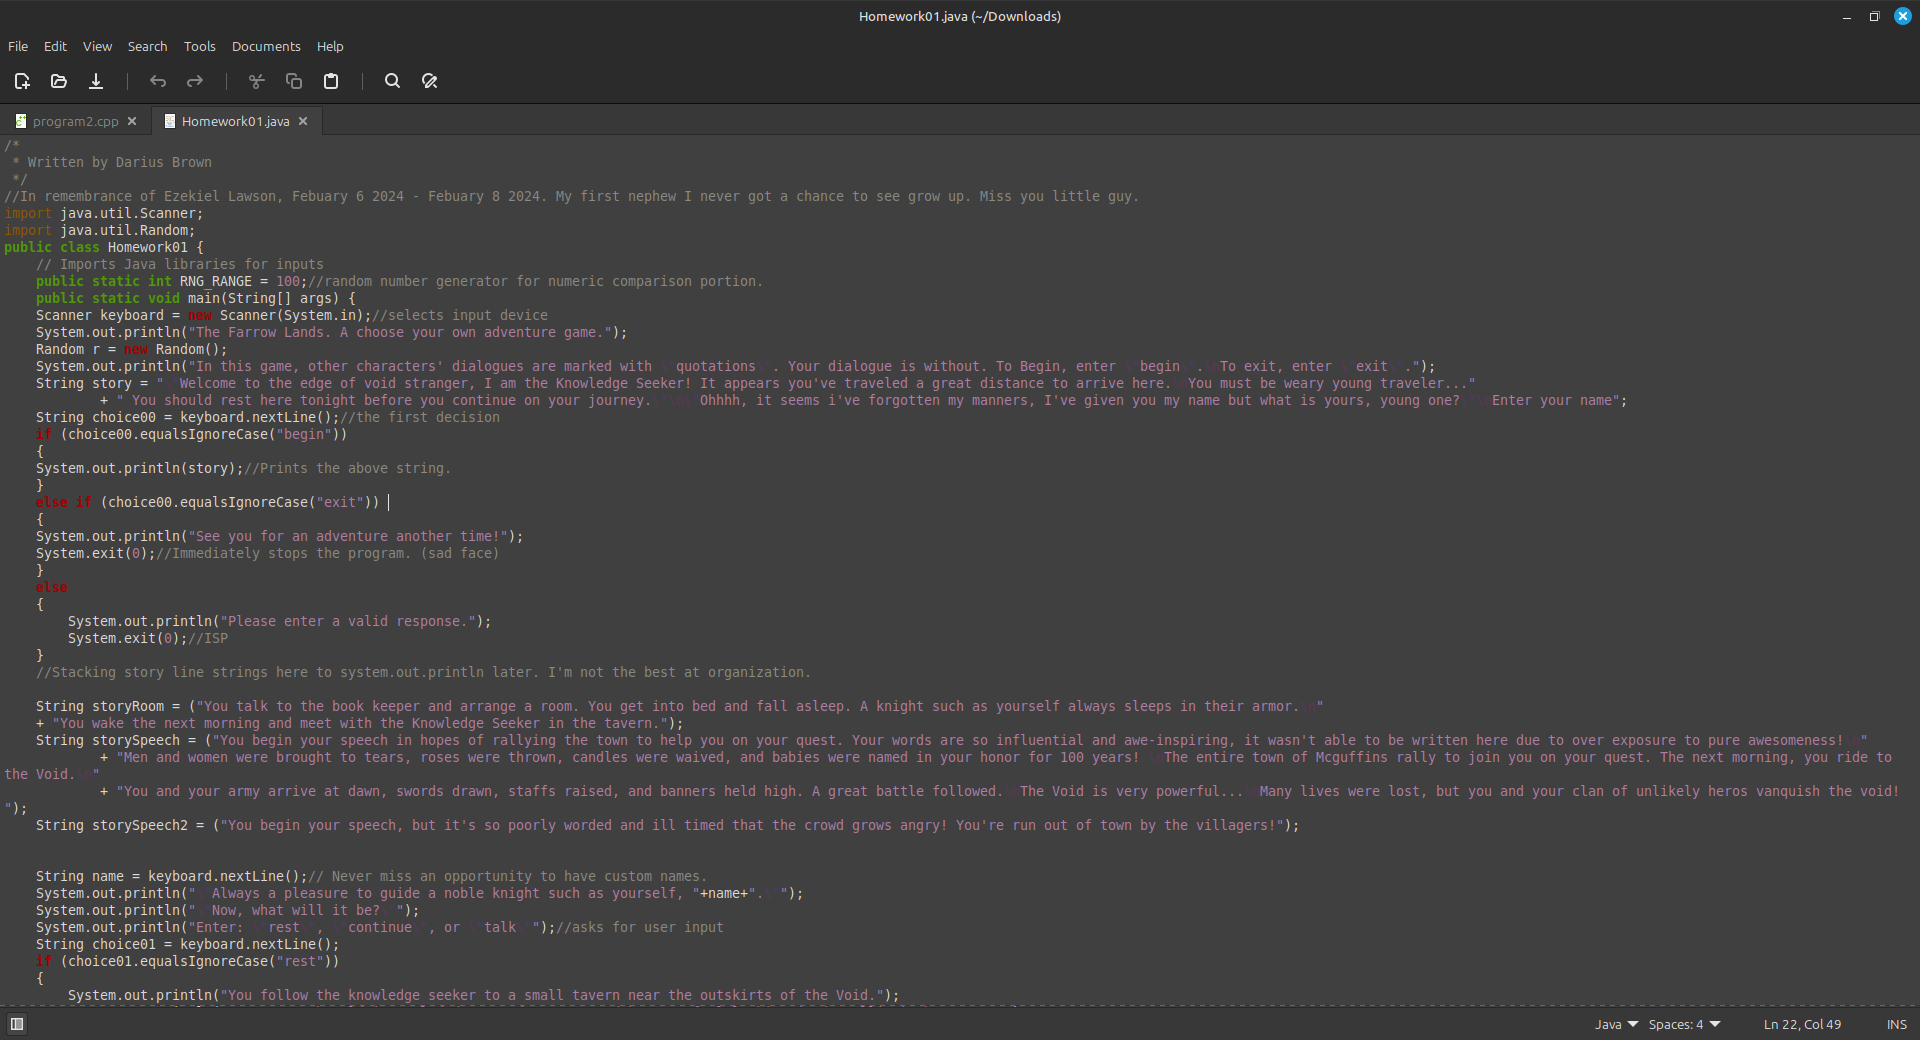 Homework01.java (~/Downloads)
File Edit View Search Tools Documents Help
program2.cpp Homework01.java
/*
 * Written by Darius Brown
 */
//In remembrance of Ezekiel Lawson, Febuary 6 2024 - Febuary 8 2024. My first nephew I never got a chance to see grow up. Miss you little guy.
import java.util.Scanner;
import java.util.Random;
public class Homework01 {
    // Imports Java libraries for inputs
    public static int RNG_RANGE = 100;//random number generator for numeric comparison portion.
    public static void main(String[] args) {
    Scanner keyboard = new Scanner(System.in);//selects input device
    System.out.println("The Farrow Lands. A choose your own adventure game.");
    Random r = new Random();
    System.out.println("In this game, other characters' dialogues are marked with \"quotations\". Your dialogue is without. To Begin, enter \"begin\".\nTo exit, enter \"exit\".");
    String story = "\"Welcome to the edge of void stranger, I am the Knowledge Seeker! It appears you've traveled a great distance to arrive here.\nYou must be weary young traveler..."
            + " You should rest here tonight before you continue on your journey.\"\n\"Ohhhh, it seems i've forgotten my manners, I've given you my name but what is yours, young one?\"\nEnter your name";
    String choice00 = keyboard.nextLine();//the first decision
    if (choice00.equalsIgnoreCase("begin"))
    {
    System.out.println(story);//Prints the above string.
    }
    else if (choice00.equalsIgnoreCase("exit"))
    {
    System.out.println("See you for an adventure another time!");
    System.exit(0);//Immediately stops the program. (sad face)
    }
    else
    {
        System.out.println("Please enter a valid response.");
        System.exit(0);//ISP
    }
    //Stacking story line strings here to system.out.println later. I'm not the best at organization.
    String storyRoom = ("You talk to the book keeper and arrange a room. You get into bed and fall asleep. A knight such as yourself always sleeps in their armor.\n"
    + "You wake the next morning and meet with the Knowledge Seeker in the tavern.");
    String storySpeech = ("You begin your speech in hopes of rallying the town to help you on your quest. Your words are so influential and awe-inspiring, it wasn't able to be written here due to over exposure to pure awesomeness!\n"
            + "Men and women were brought to tears, roses were thrown, candles were waived, and babies were named in your honor for 100 years! \nThe entire town of Mcguffins rally to join you on your quest. The next morning, you ride to
the Void.\n"
            + "You and your army arrive at dawn, swords drawn, staffs raised, and banners held high. A great battle followed.\nThe Void is very powerful...\nMany lives were lost, but you and your clan of unlikely heros vanquish the void!
");
    String storySpeech2 = ("You begin your speech, but it's so poorly worded and ill timed that the crowd grows angry! You're run out of town by the villagers!");
    String name = keyboard.nextLine();// Never miss an opportunity to have custom names.
    System.out.println("\"Always a pleasure to guide a noble knight such as yourself, "+name+".\"");
    System.out.println("\"Now, what will it be?\"");
    System.out.println("Enter: \"rest\", \"continue\", or \"talk\"");//asks for user input
    String choice01 = keyboard.nextLine();
    if (choice01.equalsIgnoreCase("rest"))
    {
        System.out.println("You follow the knowledge seeker to a small tavern near the outskirts of the Void.");
Java Spaces: 4 Ln 22, Col 49 INS